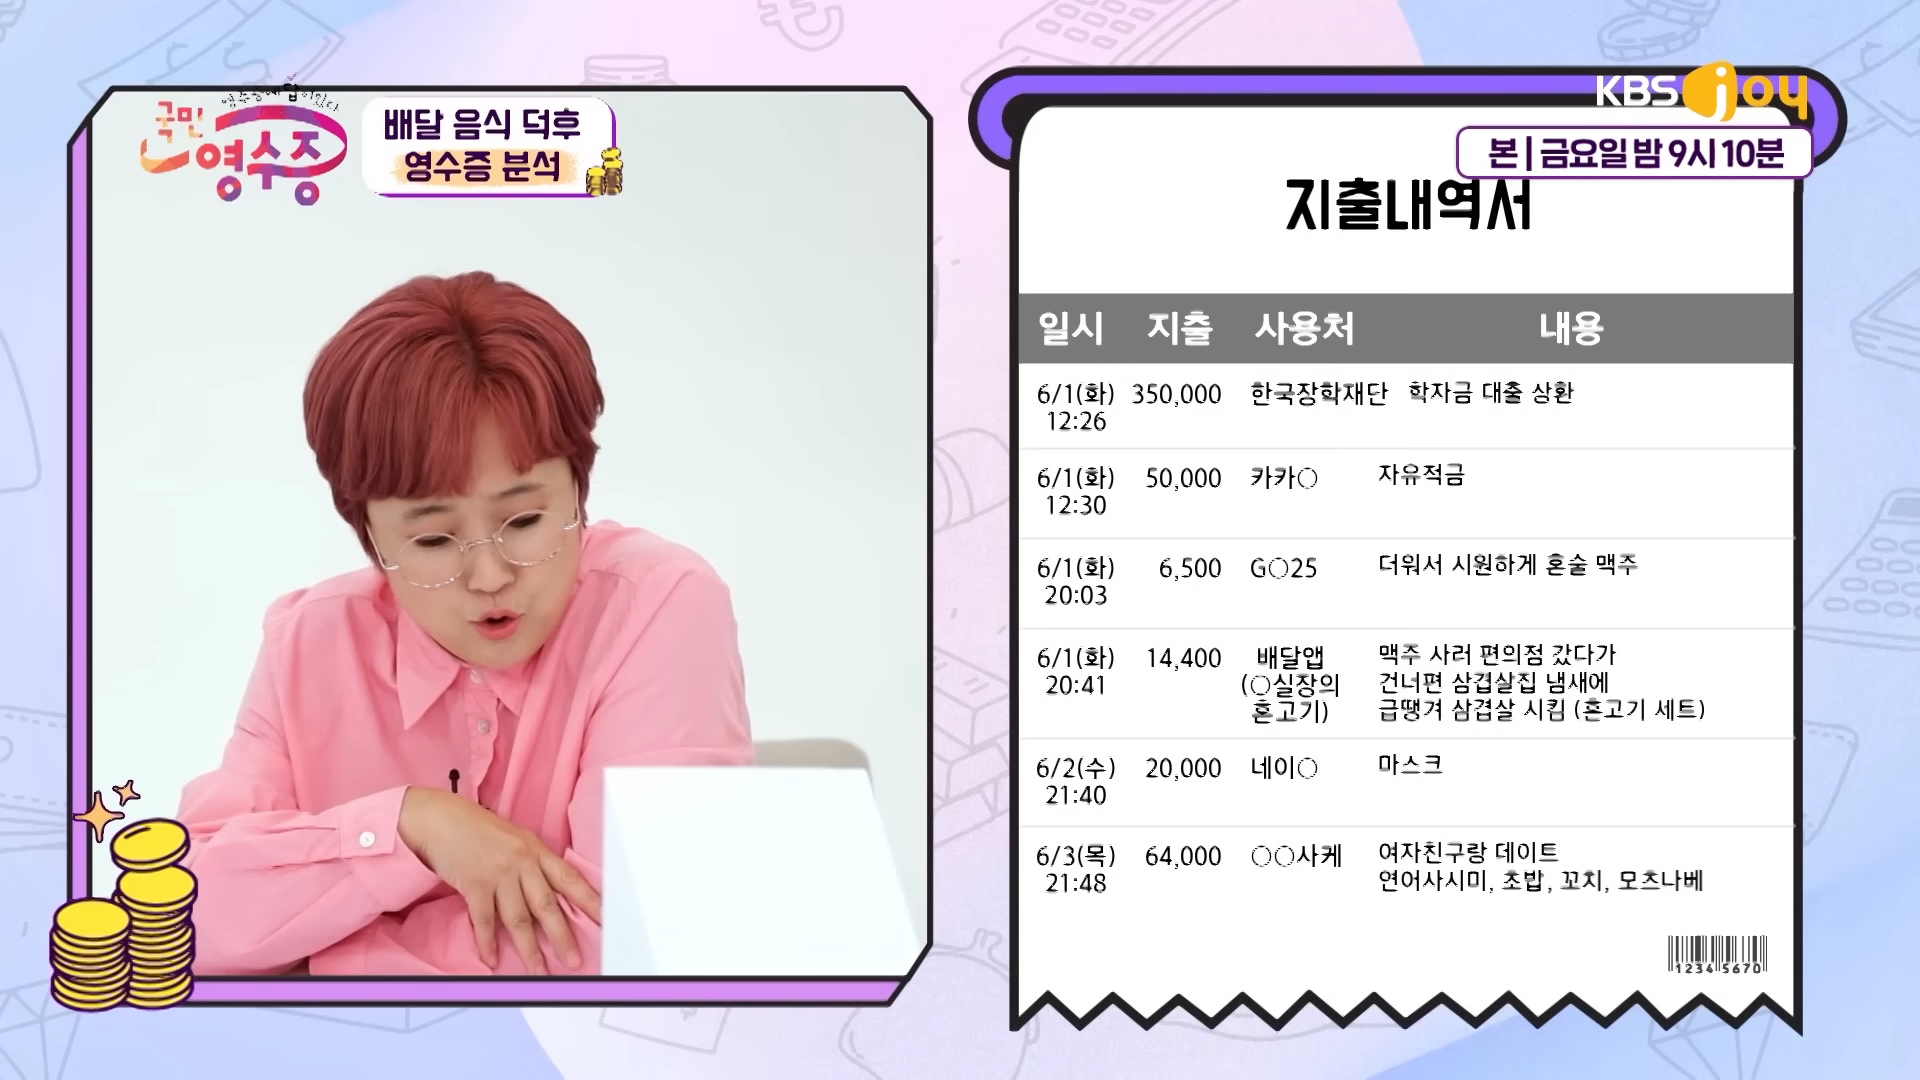 영수증에 답이 있다
국민
영수증
배달 음식 덕후
영수증 분석
KBS joy
본 | 금요일 밤 9시 10분
지출내역서
일시 지출 사용처 내용
6/1(화) 350,000 한국장학재단 학자금 대출 상환
12:26
6/1(화) 50,000 카카○ 자유적금
12:30
6/1(화) 6,500 G○25 더워서 시원하게 혼술 맥주
20:03
6/1(화) 14,400 배달앱 맥주 사러 편의점 갔다가
20:41 (○실장의 건너편 삼겹살집 냄새에
혼고기) 급땡겨 삼겹살 시킴 (혼고기 세트)
6/2(수) 20,000 네이○ 마스크
21:40
6/3(목) 64,000 ○○사케 여자친구랑 데이트
21:48 연어사시미, 초밥, 꼬치, 모츠나베
12345670